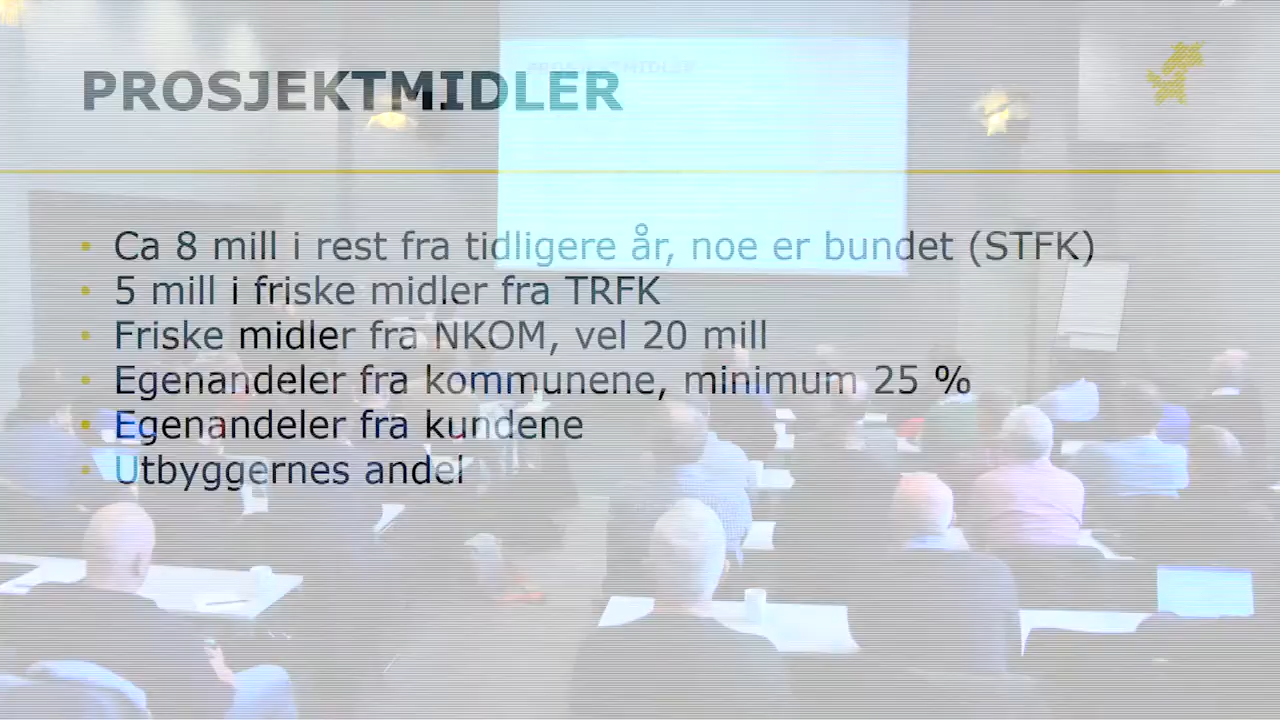 PROSJEKTMIDLER
PROSJEKTMIDLER
• Ca 8 mill i rest fra tidligere år, noe er bundet (STFK)
• 5 mill i friske midler fra TRFK
• Friske midler fra NKOM, vel 20 mill
• Egenandeler fra kommunene, minimum 25 %
• Egenandeler fra kundene
• Utbyggernes andel